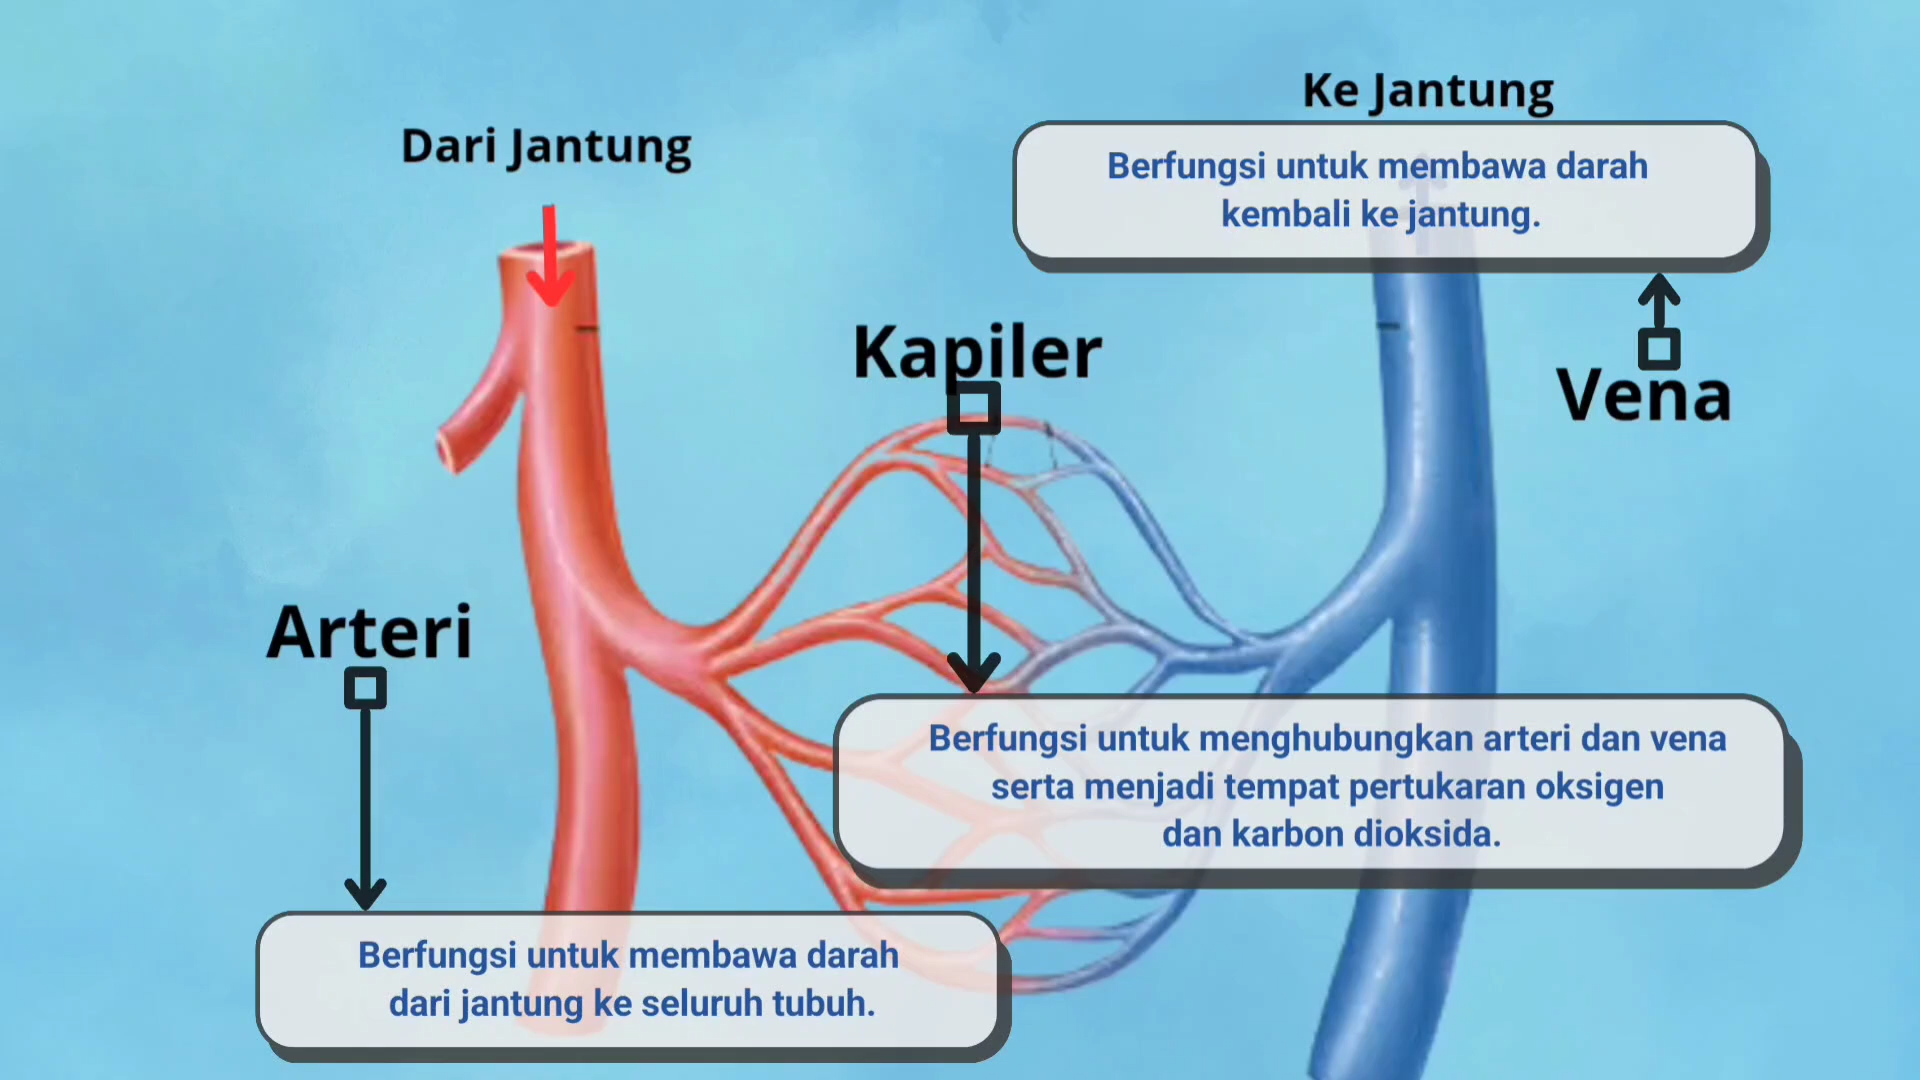 Dari Jantung
Ke Jantung
Berfungsi untuk membawa darah
kembali ke jantung.
Kapiler
Vena
Arteri
Berfungsi untuk menghubungkan arteri dan vena
serta menjadi tempat pertukaran oksigen
dan karbon dioksida.
Berfungsi untuk membawa darah
dari jantung ke seluruh tubuh.